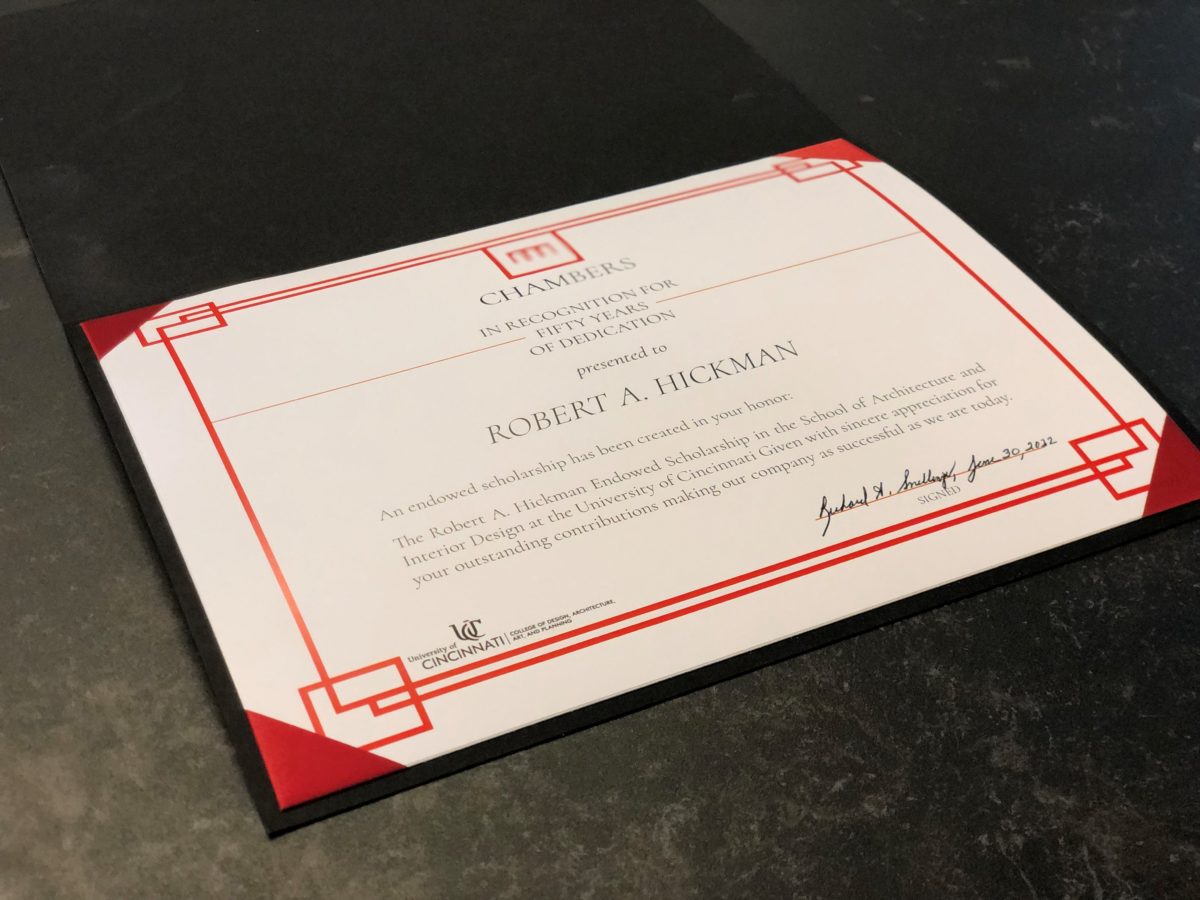 CHAMBERS
IN RECOGNITION FOR
FIFTY YEARS
OF DEDICATION
presented to
ROBERT A. HICKMAN
An endowed scholarship has been created in your honor:
The Robert A. Hickman Endowed Scholarship in the School of Architecture and
Interior Design at the University of Cincinnati Given with sincere appreciation for
your outstanding contributions making our company as successful as we are today.
Richard A. Snellings, June 30, 2022
SIGNED
UC
University of
CINCINNATI
COLLEGE OF DESIGN, ARCHITECTURE,
ART, AND PLANNING